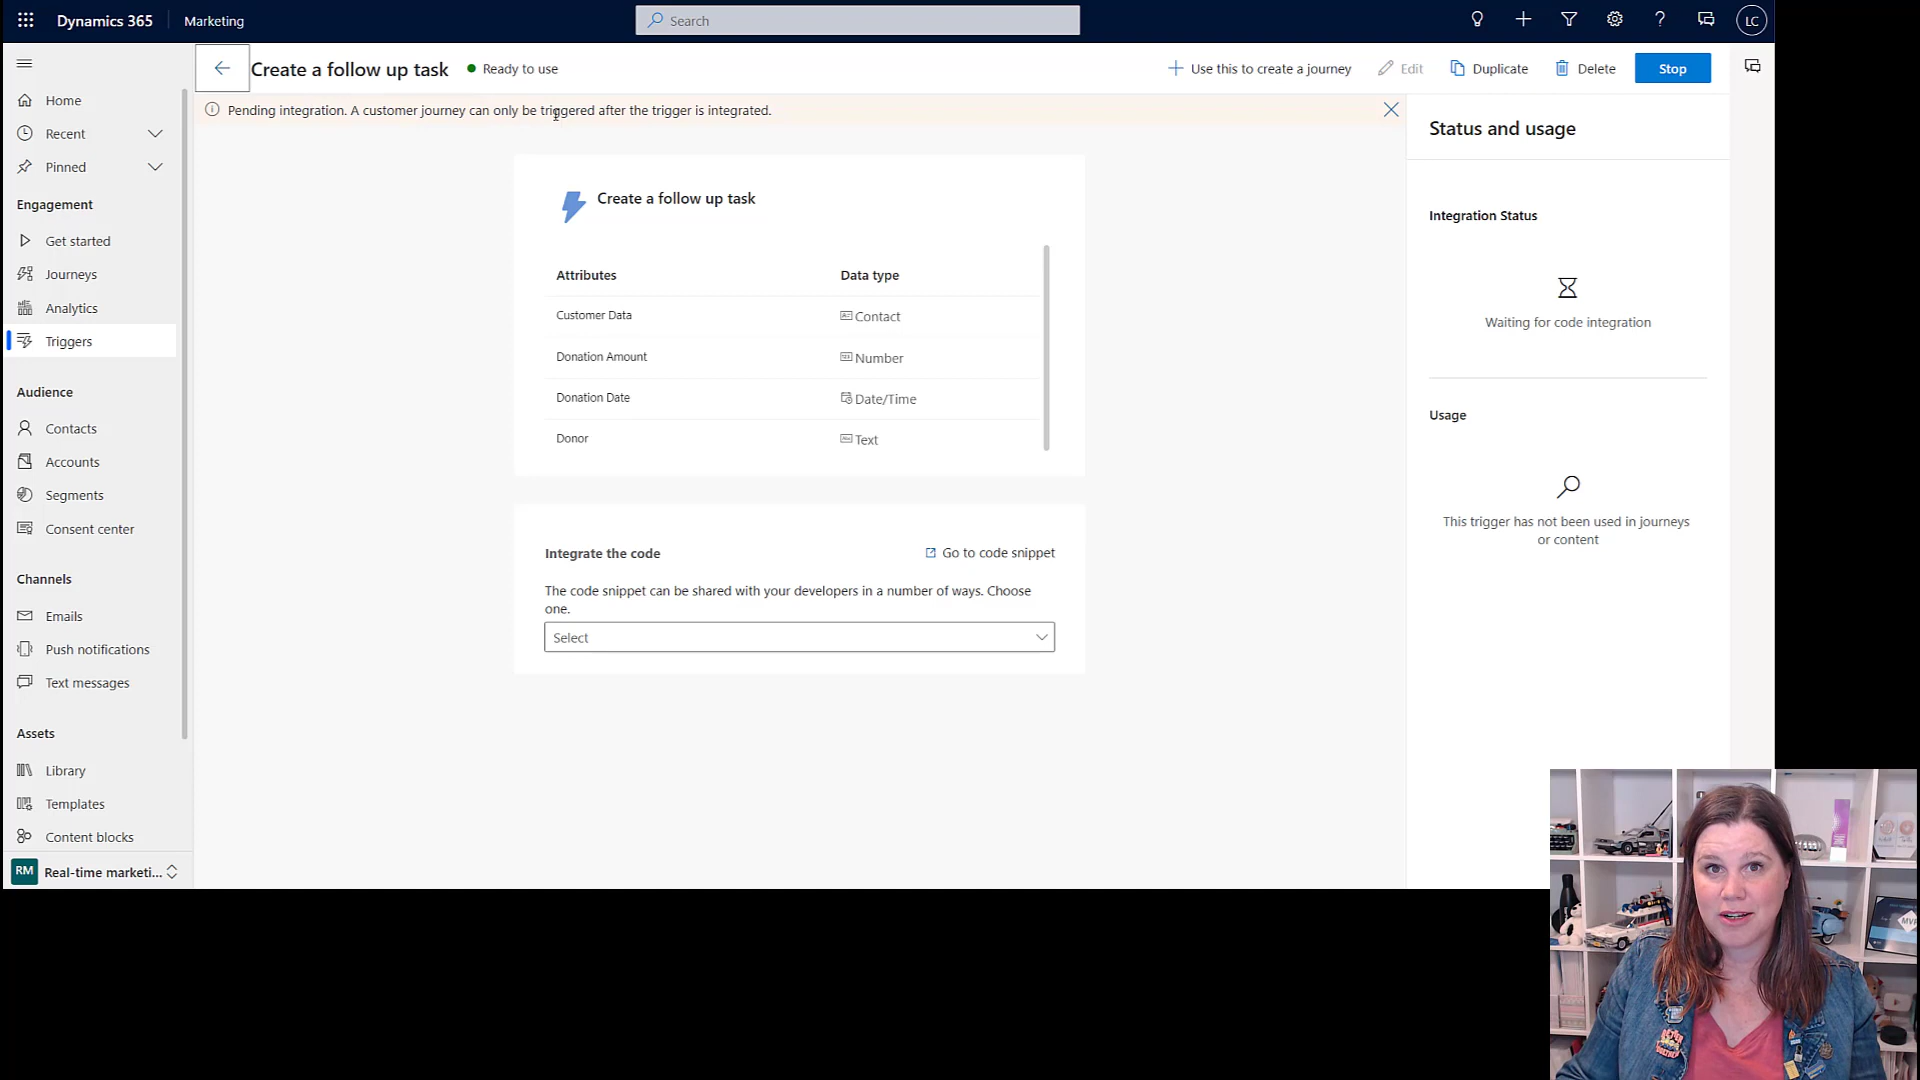 Dynamics 365
Marketing
Search
LC
Create a follow up task
Ready to use
Use this to create a journey
Edit
Duplicate
Delete
Stop
Pending integration. A customer journey can only be triggered after the trigger is integrated.
Home
Recent
Pinned
Engagement
Get started
Journeys
Analytics
Triggers
Audience
Contacts
Accounts
Segments
Consent center
Channels
Emails
Push notifications
Text messages
Assets
Library
Templates
Content blocks
RM
Real-time marketi...
Create a follow up task
Attributes
Data type
Customer Data
Contact
Donation Amount
Number
Donation Date
Date/Time
Donor
Text
Integrate the code
Go to code snippet
The code snippet can be shared with your developers in a number of ways. Choose
one.
Select
Status and usage
Integration Status
Waiting for code integration
Usage
This trigger has not been used in journeys
or content
MVP